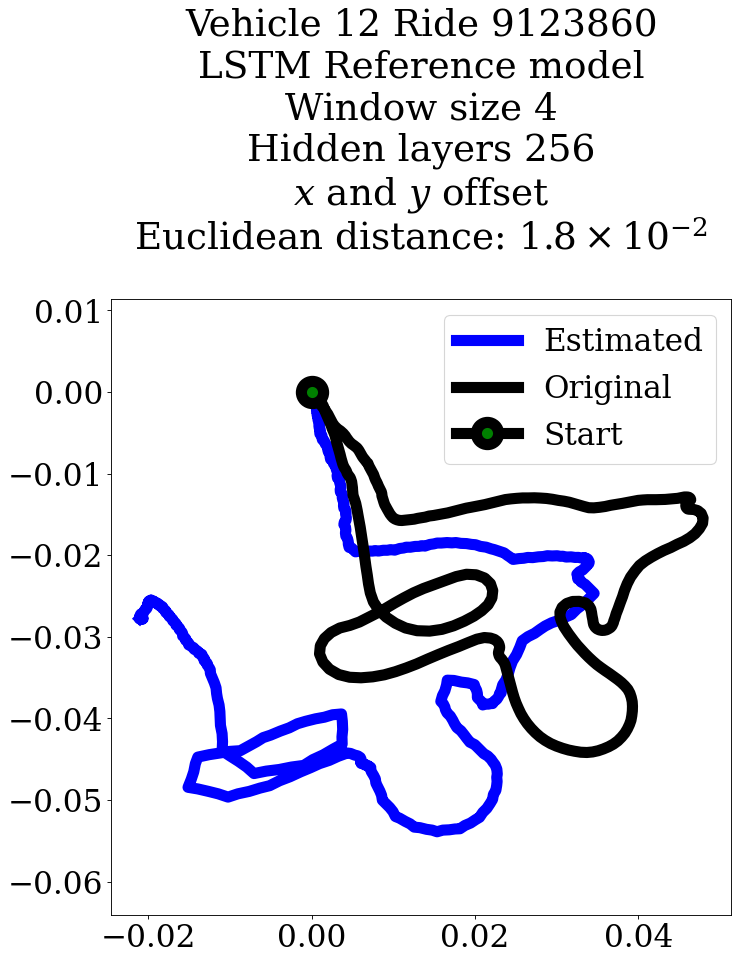 Vehicle 12 Ride 9123860
LSTM Reference model
Window size 4
Hidden layers 256
x and y offset
Euclidean distance: 1.8 × 10⁻²
0.01
0.00
−0.01
−0.02
−0.03
−0.04
−0.05
−0.06
Estimated
Original
Start
−0.02 0.00 0.02 0.04